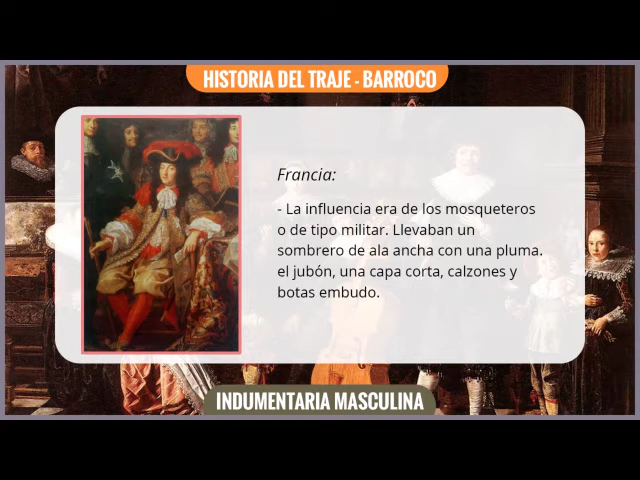 HISTORIA DEL TRAJE - BARROCO
Francia:
- La influencia era de los mosqueteros
o de tipo militar. Llevaban un
sombrero de ala ancha con una pluma.
el jubón, una capa corta, calzones y
botas embudo.
INDUMENTARIA MASCULINA